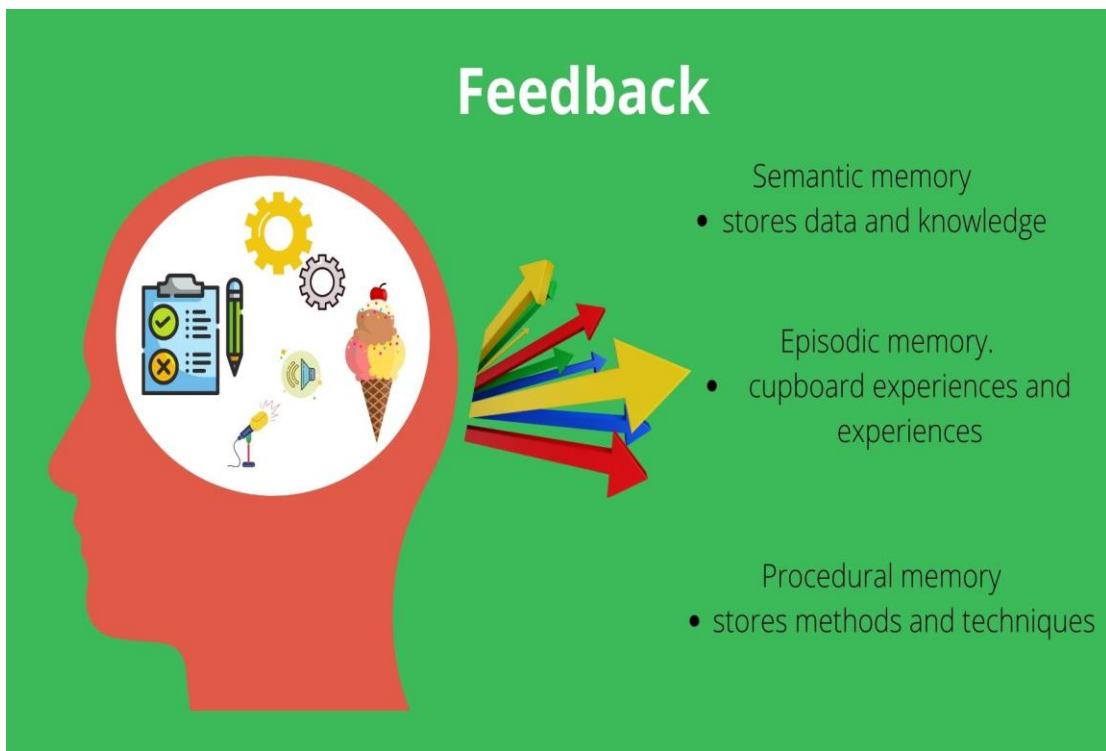 Feedback
Semantic memory
• stores data and knowledge
Episodic memory.
• cupboard experiences and
experiences
Procedural memory
• stores methods and techniques